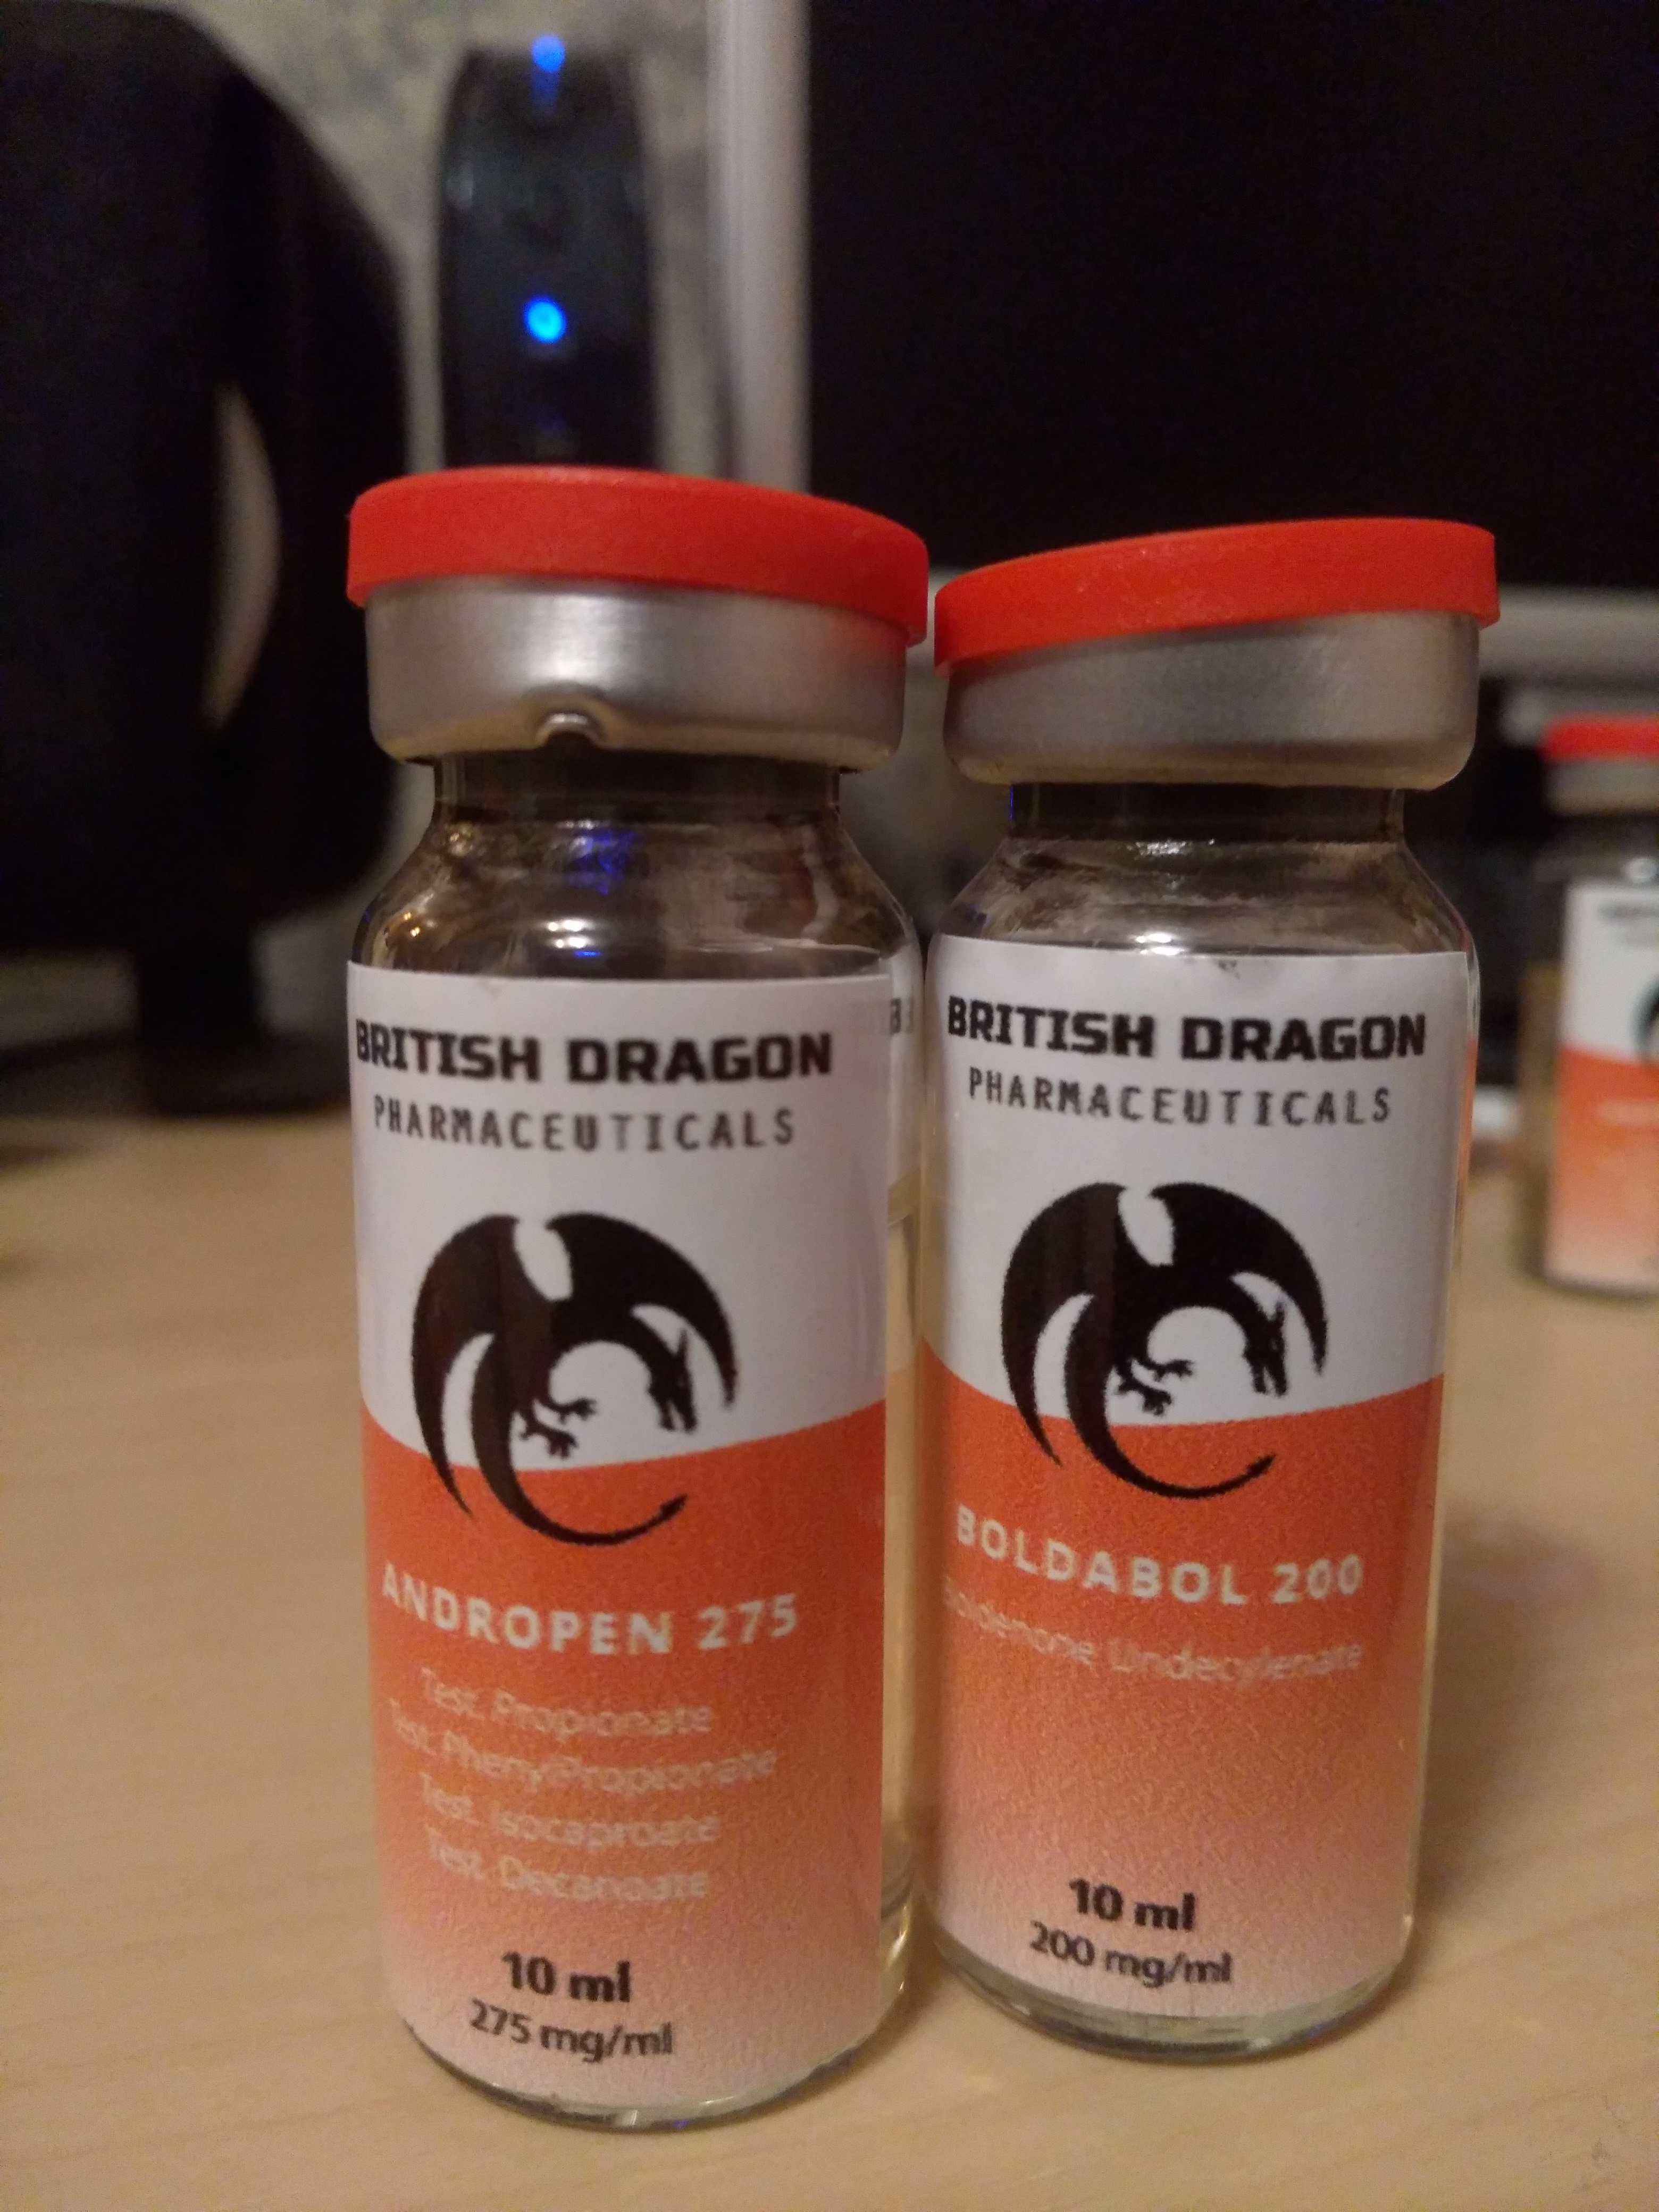 BRITISH DRAGON
PHARMACEUTICALS
ANDROPEN 275
Test. Propionate
Test. PhenylPropionate
Test. Isocaproate
Test. Decanoate
10 ml
275 mg/ml
BRITISH DRAGON
PHARMACEUTICALS
BOLDABOL 200
Boldenone Undecylenate
10 ml
200 mg/ml